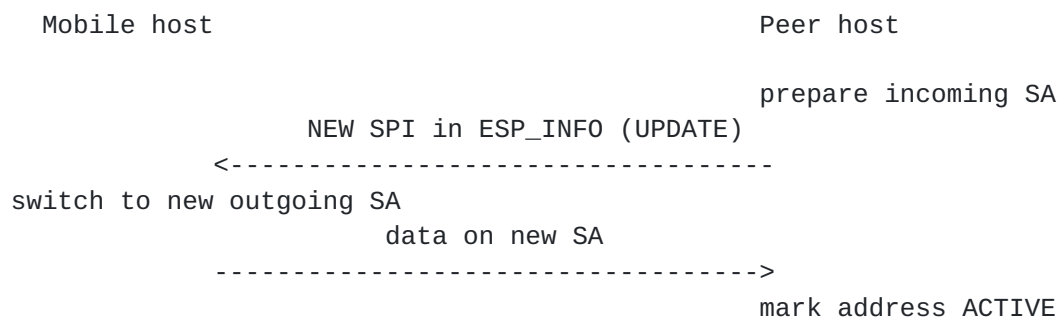 Mobile host                                   Peer host
prepare incoming SA
NEW SPI in ESP_INFO (UPDATE)
<-----------------------------------
switch to new outgoing SA
data on new SA
----------------------------------->
mark address ACTIVE